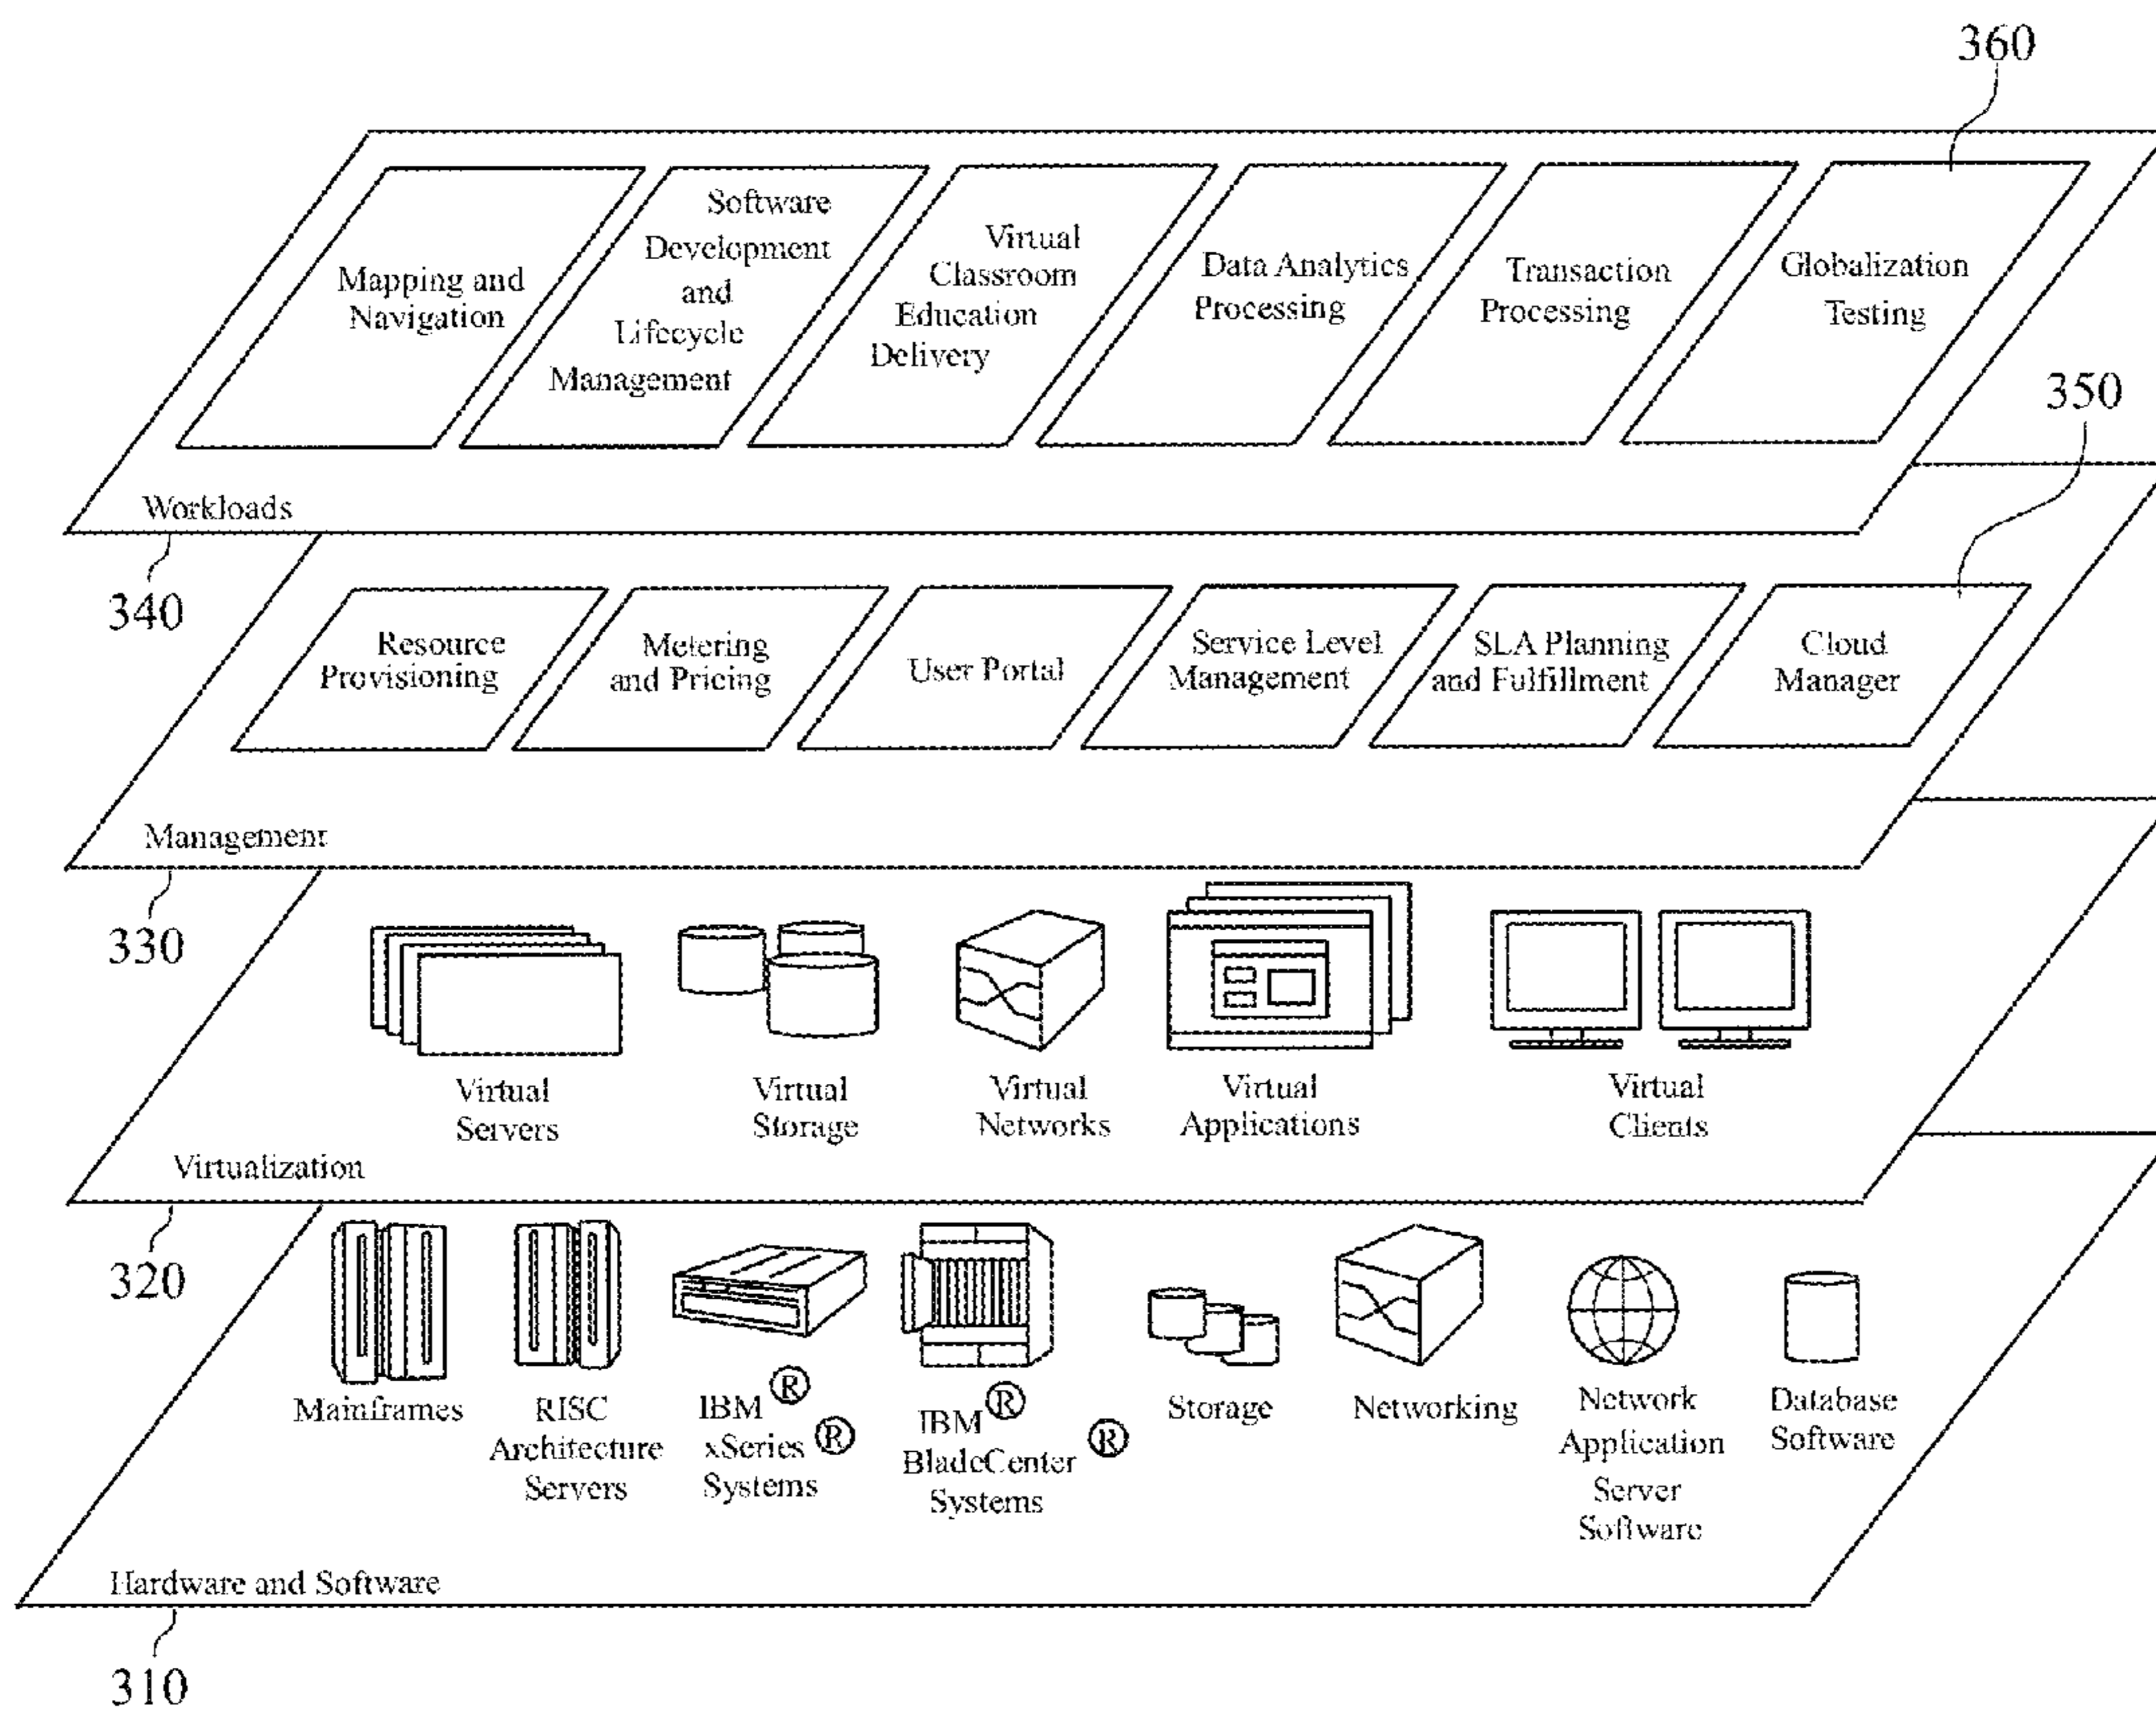 360
Mapping and
Navigation
Software
Development
and
Lifecycle
Management
Virtual
Classroom
Education
Delivery
Data Analytics
Processing
Transaction
Processing
Globalization
Testing
350
Workloads
340
Resource
Provisioning
Metering
and Pricing
User Portal
Service Level
Management
SLA Planning
and Fulfillment
Cloud
Manager
Management
330
Virtual
Servers
Virtual
Storage
Virtual
Networks
Virtual
Applications
Virtual
Clients
Virtualization
320
Mainframes
RISC
Architecture
Servers
IBM ®
xSeries ®
Systems
IBM ®
BladeCenter ®
Systems
Storage
Networking
Network
Application
Server
Software
Database
Software
Hardware and Software
310